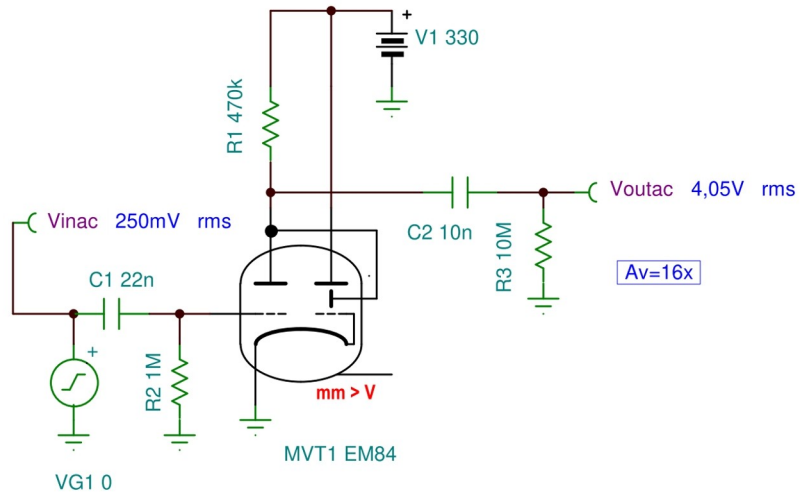 +
V1 330
R1 470k
Voutac 4,05V rms
Vinac 250mV rms
C2 10n
R3 10M
Av=16x
C1 22n
+
R2 1M
mm > V
MVT1 EM84
VG1 0